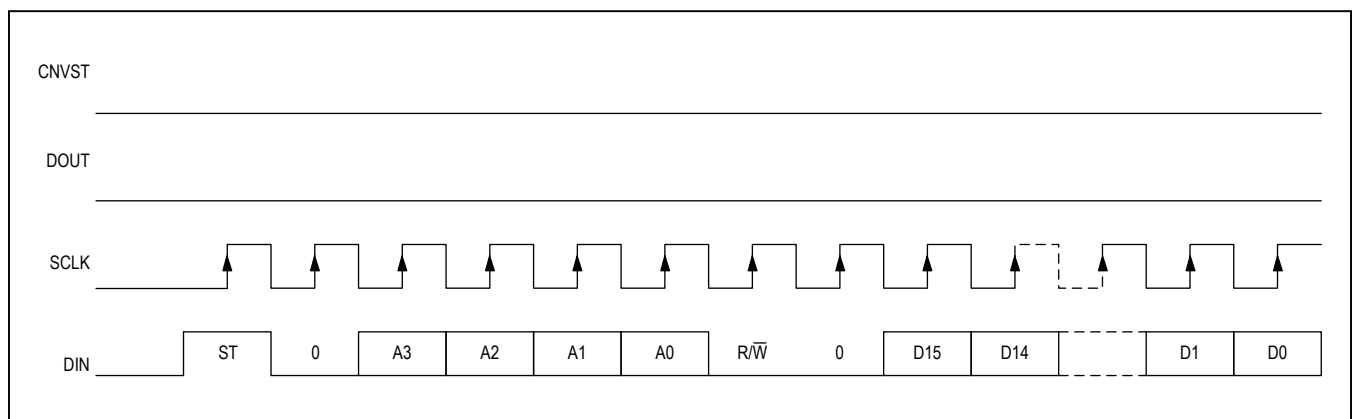 CNVST
DOUT
SCLK
DIN ST 0 A3 A2 A1 A0 R/W̅ 0 D15 D14 D1 D0